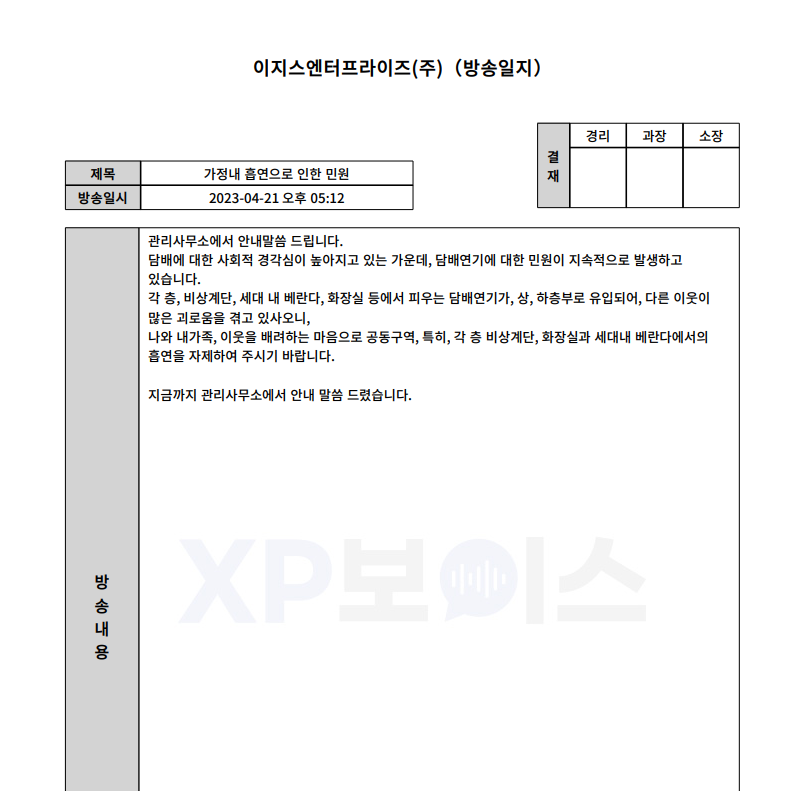 이지스엔터프라이즈(주) (방송일지)
결재
경리 과장 소장
제목 가정내 흡연으로 인한 민원
방송일시 2023-04-21 오후 05:12
방송내용
관리사무소에서 안내말씀 드립니다.
담배에 대한 사회적 경각심이 높아지고 있는 가운데, 담배연기에 대한 민원이 지속적으로 발생하고
있습니다.
각 층, 비상계단, 세대 내 베란다, 화장실 등에서 피우는 담배연기가, 상, 하층부로 유입되어, 다른 이웃이
많은 괴로움을 겪고 있사오니,
나와 내가족, 이웃을 배려하는 마음으로 공동구역, 특히, 각 층 비상계단, 화장실과 세대내 베란다에서의
흡연을 자제하여 주시기 바랍니다.
지금까지 관리사무소에서 안내 말씀 드렸습니다.
XP보이스